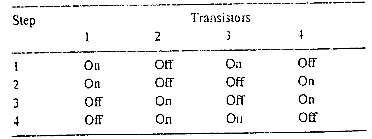 Step Transistors
1 2 3 4
1 On Off On Off
2 On Off Off On
3 Off On Off On
4 Off On On Off